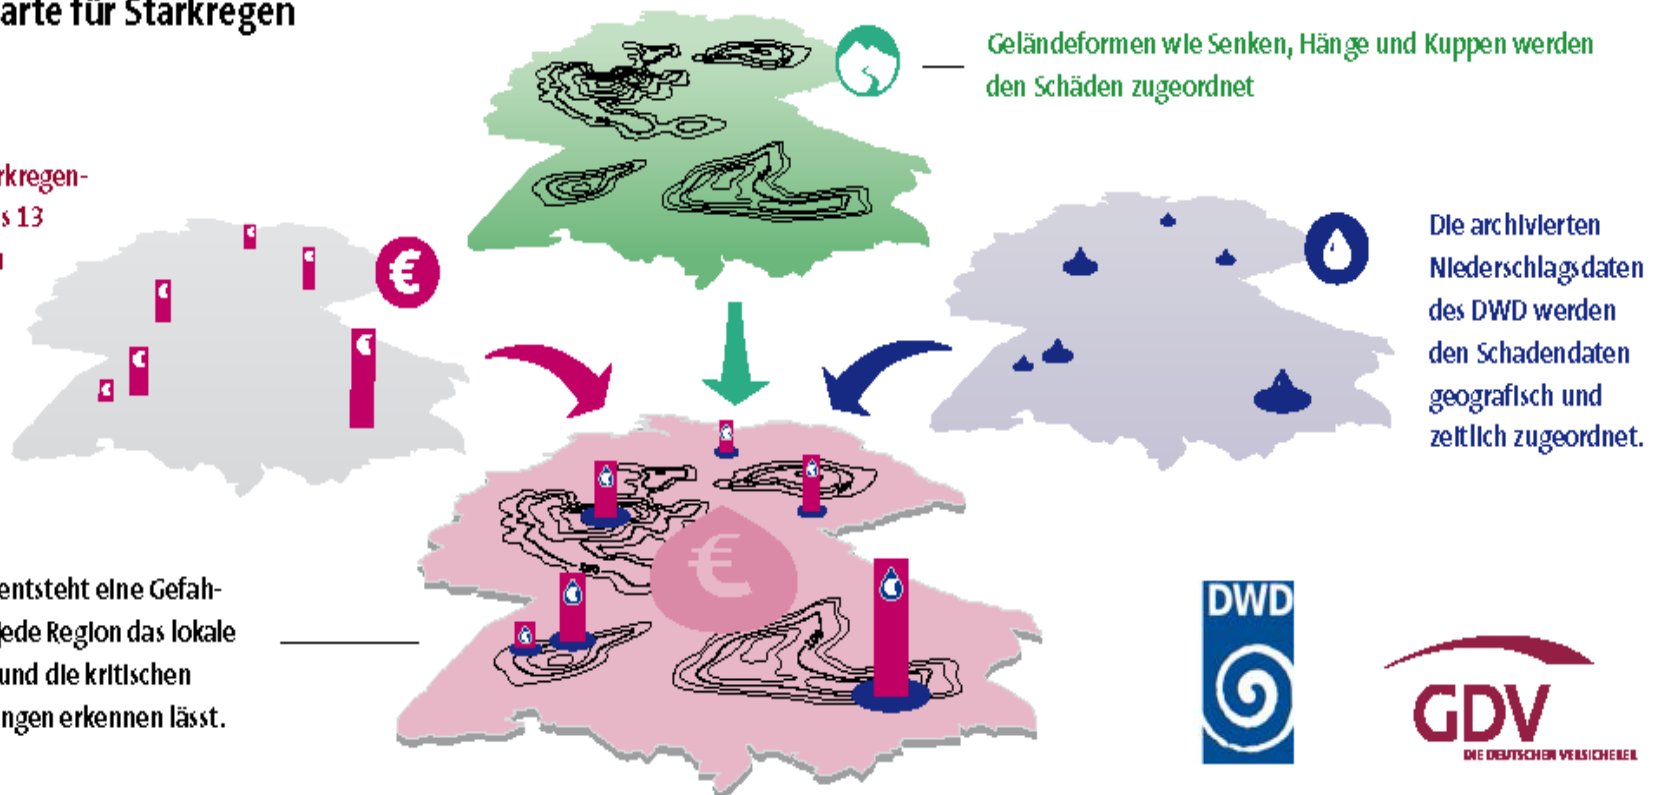 arte für Starkregen
Geländeformen wie Senken, Hänge und Kuppen werden
den Schäden zugeordnet
rkregen-
s 13
Die archivierten
Niederschlagsdaten
des DWD werden
den Schadendaten
geografisch und
zeitlich zugeordnet.
€
€
entsteht eine Gefah-
jede Region das lokale
und die kritischen
ngen erkennen lässt.
DWD
GDV
DIE DEUTSCHEN VERSICHERER